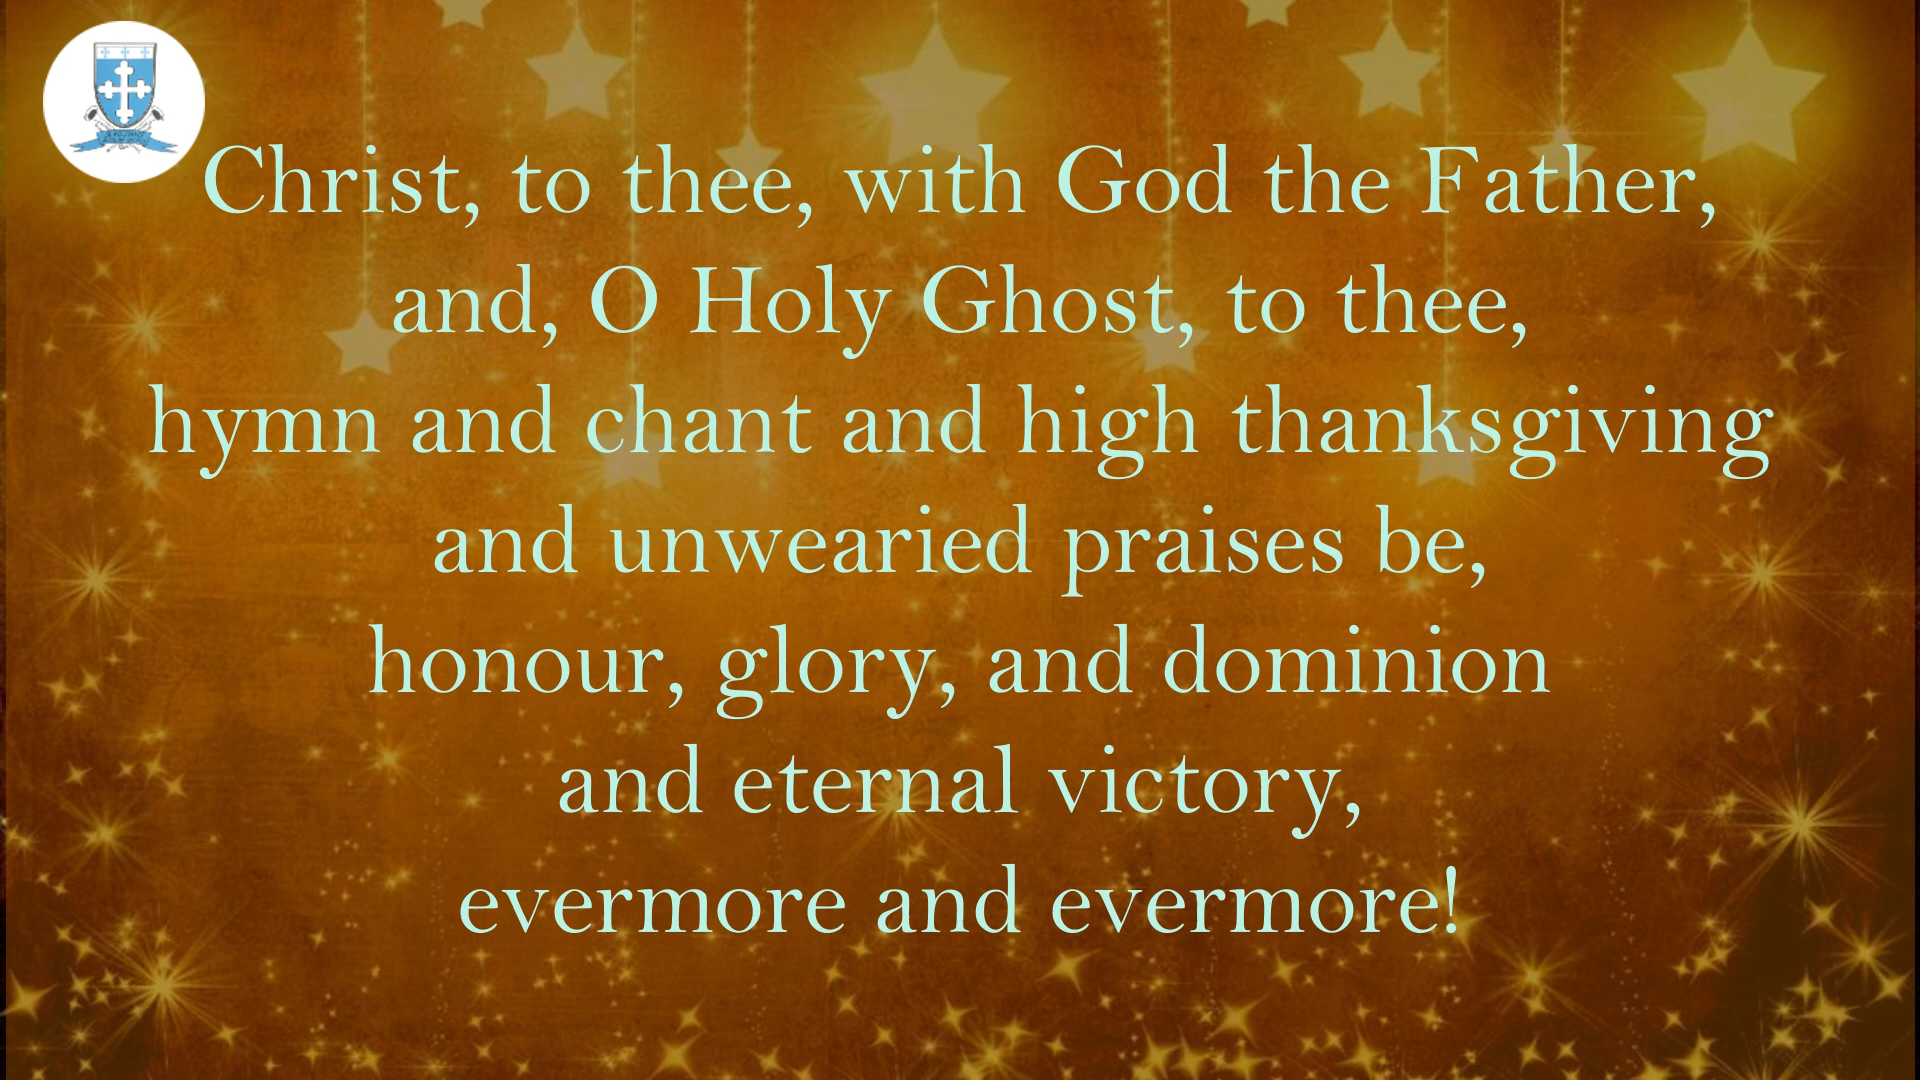 Christ, to thee, with God the Father,
and, O Holy Ghost, to thee,
hymn and chant and high thanksgiving
and unwearied praises be,
honour, glory, and dominion
and eternal victory,
evermore and evermore!